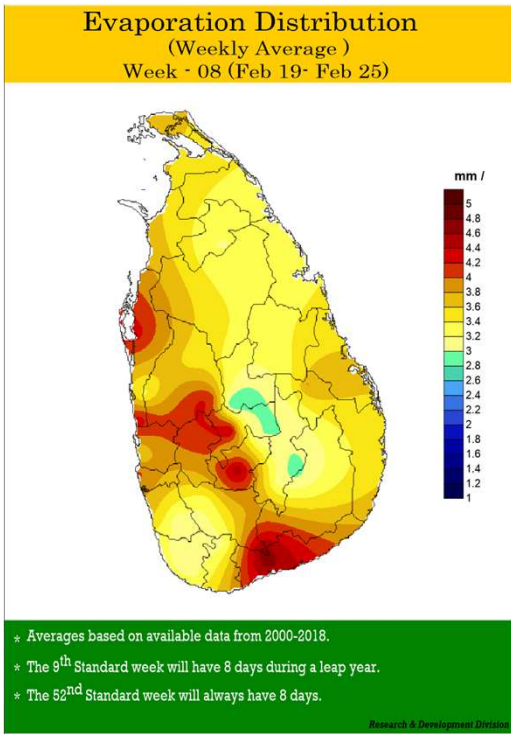 Evaporation Distribution
(Weekly Average )
Week - 08 (Feb 19- Feb 25)
mm /
5
4.8
4.6
4.4
4.2
4
3.8
3.6
3.4
3.2
3
2.8
2.6
2.4
2.2
2
1.8
1.6
1.4
1.2
1
* Averages based on available data from 2000-2018.
* The 9th Standard week will have 8 days during a leap year.
* The 52nd Standard week will always have 8 days.
Research & Development Division